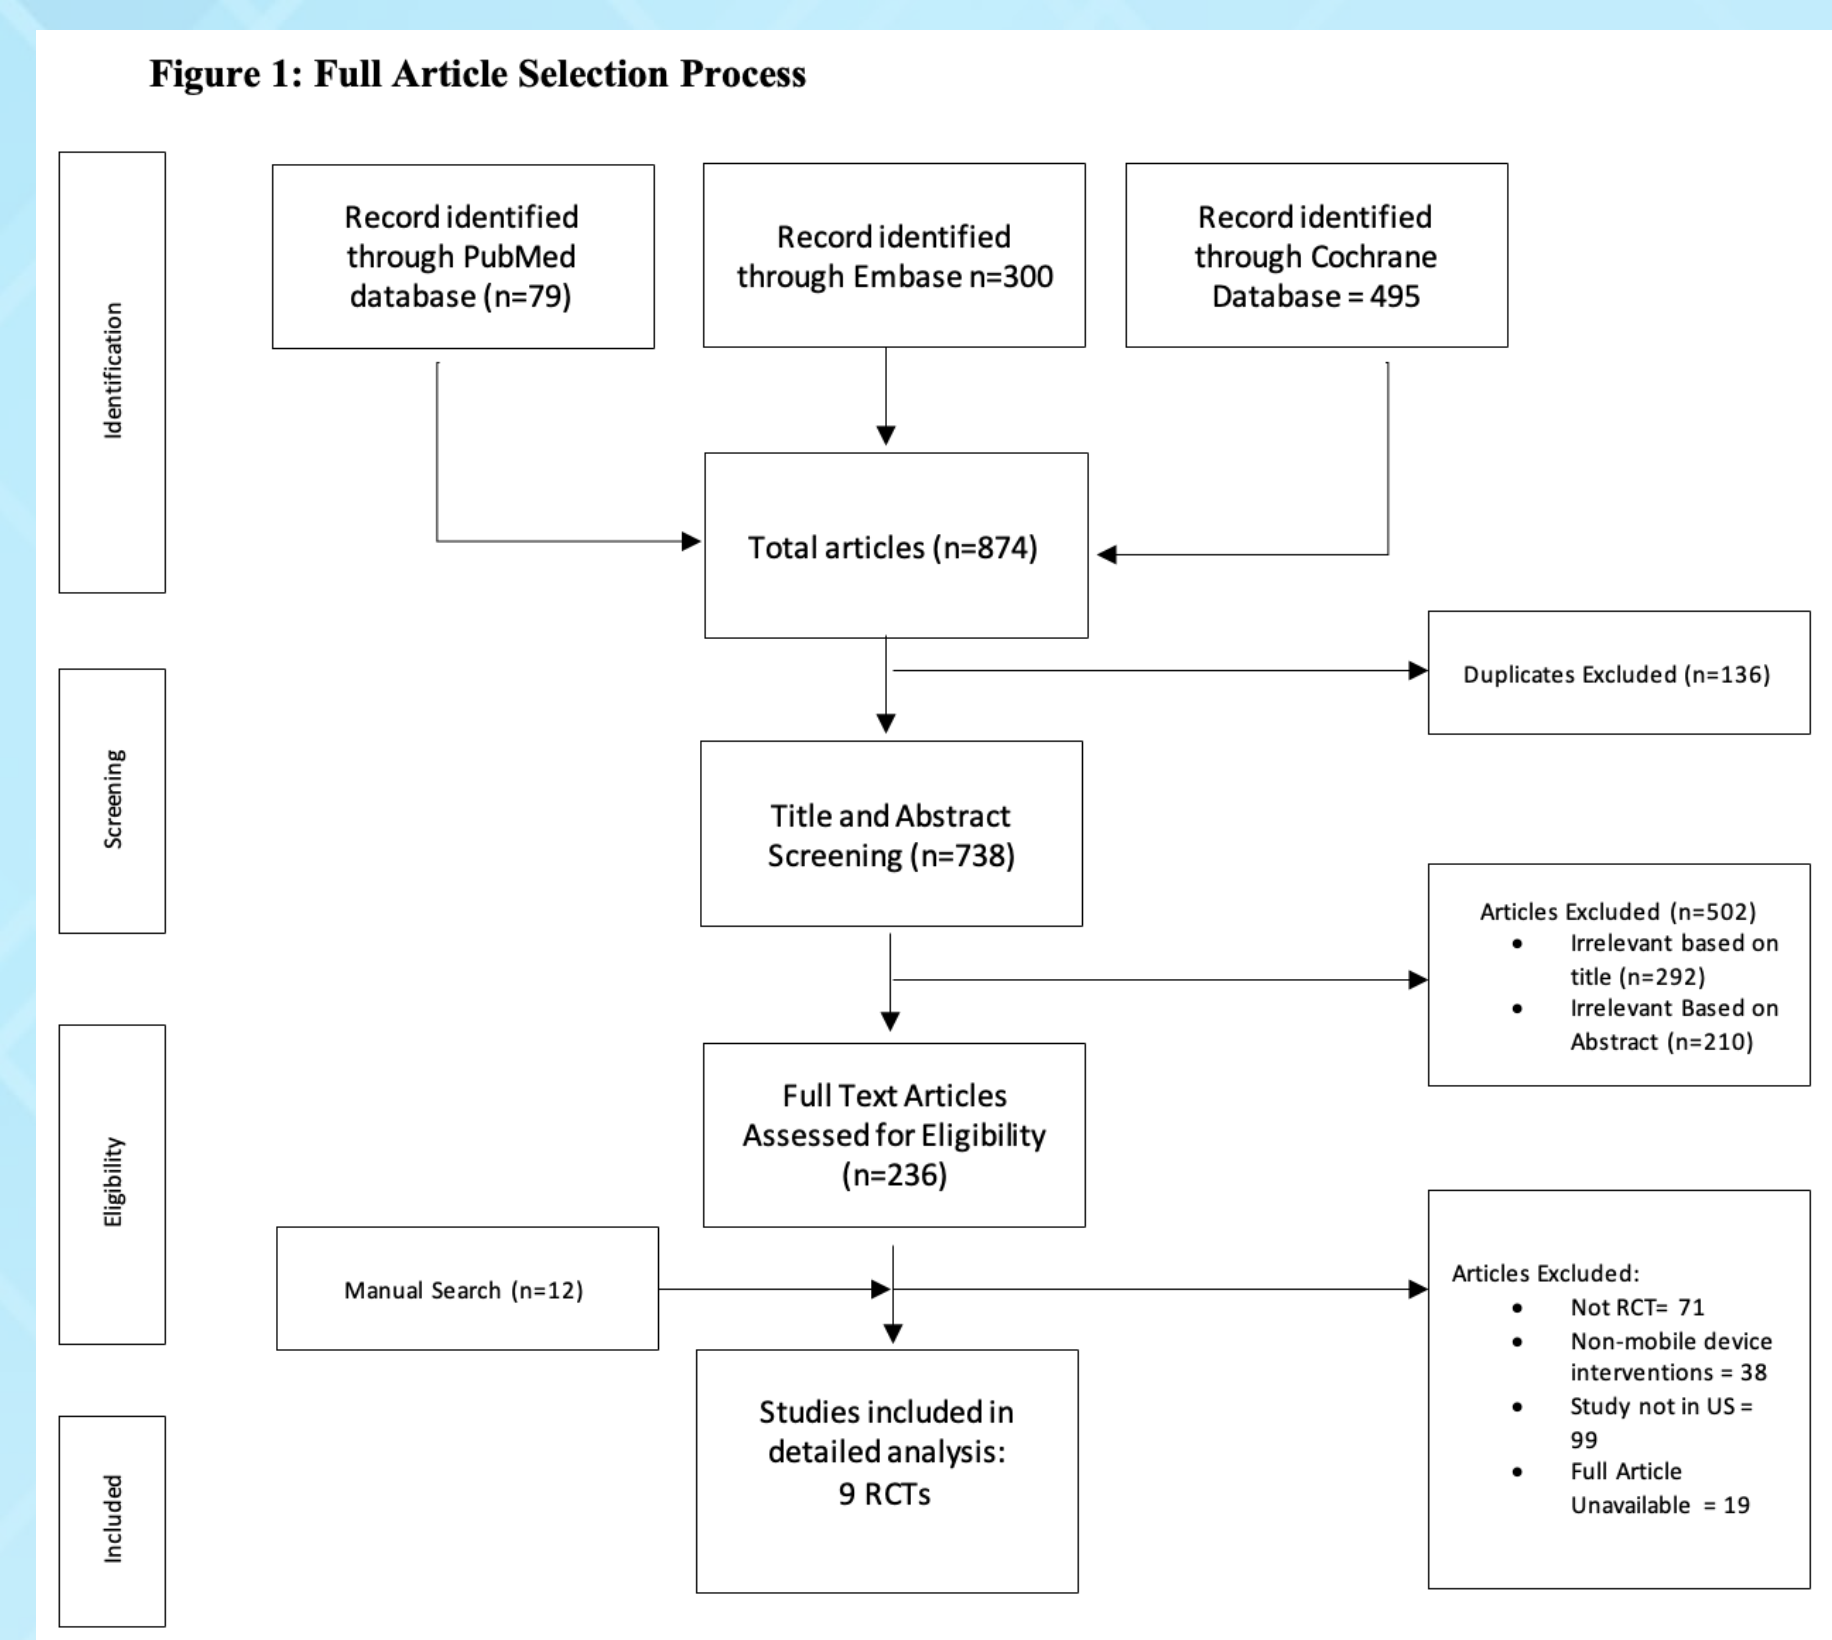 Figure 1: Full Article Selection Process
Identification
Record identified
through PubMed
database (n=79)
Record identified
through Embase n=300
Record identified
through Cochrane
Database = 495
Total articles (n=874)
Duplicates Excluded (n=136)
Screening
Title and Abstract
Screening (n=738)
Articles Excluded (n=502)
• Irrelevant based on
title (n=292)
• Irrelevant Based on
Abstract (n=210)
Eligibility
Full Text Articles
Assessed for Eligibility
(n=236)
Manual Search (n=12)
Articles Excluded:
• Not RCT= 71
• Non-mobile device
interventions = 38
• Study not in US =
99
• Full Article
Unavailable = 19
Included
Studies included in
detailed analysis:
9 RCTs